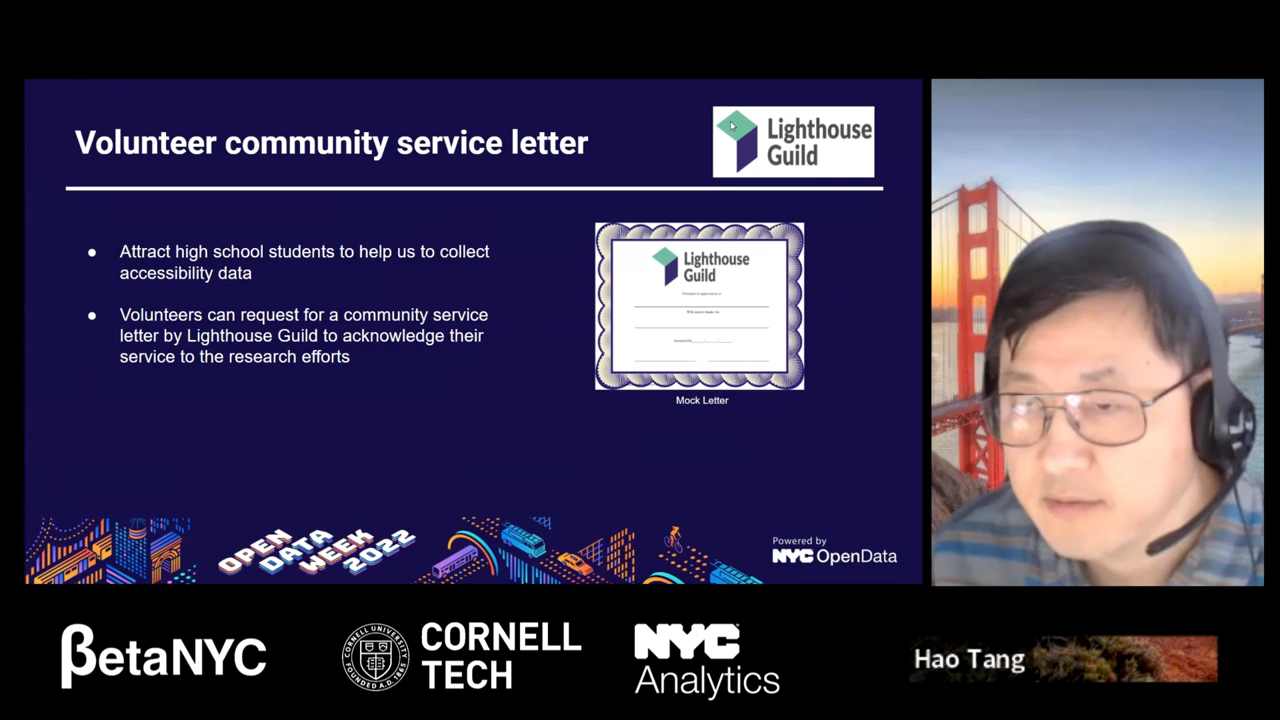 Volunteer community service letter
Lighthouse
Guild
● Attract high school students to help us to collect
accessibility data
● Volunteers can request for a community service
letter by Lighthouse Guild to acknowledge their
service to the research efforts
Lighthouse
Guild
Mock Letter
OPEN
DATA
WEEK
2022
Powered by
NYC OpenData
βetaNYC
CORNELL
TECH
NYC
Analytics
Hao Tang